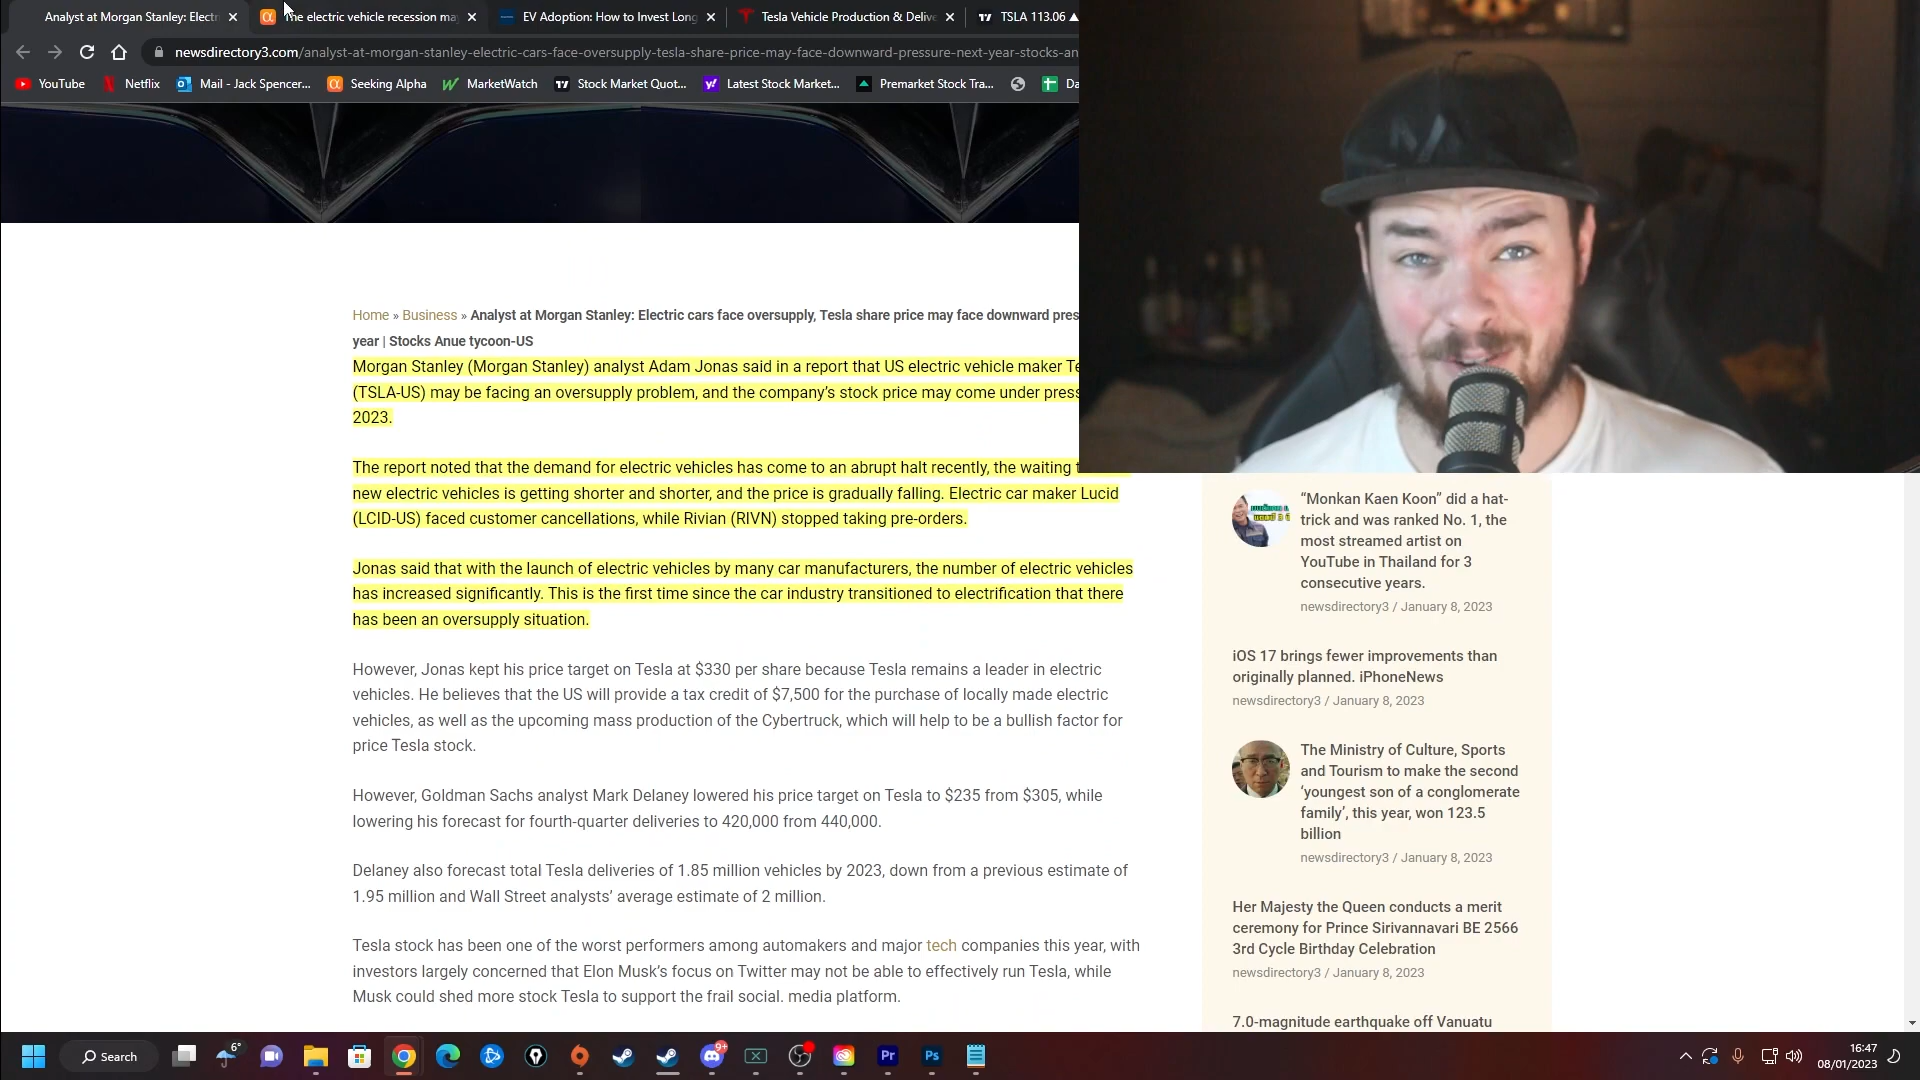 Analyst at Morgan Stanley: Electr
The electric vehicle recession may
EV Adoption: How to Invest Long
Tesla Vehicle Production & Delive
TSLA 113.06 ▲
newsdirectory3.com/analyst-at-morgan-stanley-electric-cars-face-oversupply-tesla-share-price-may-face-downward-pressure-next-year-stocks-an
YouTube
Netflix
Mail - Jack Spencer...
Seeking Alpha
MarketWatch
Stock Market Quot...
Latest Stock Market...
Premarket Stock Tra...
Da
Home » Business » Analyst at Morgan Stanley: Electric cars face oversupply, Tesla share price may face downward pres
year | Stocks Anue tycoon-US
Morgan Stanley (Morgan Stanley) analyst Adam Jonas said in a report that US electric vehicle maker Te
(TSLA-US) may be facing an oversupply problem, and the company’s stock price may come under press
2023.
The report noted that the demand for electric vehicles has come to an abrupt halt recently, the waiting
new electric vehicles is getting shorter and shorter, and the price is gradually falling. Electric car maker Lucid
(LCID-US) faced customer cancellations, while Rivian (RIVN) stopped taking pre-orders.
Jonas said that with the launch of electric vehicles by many car manufacturers, the number of electric vehicles
has increased significantly. This is the first time since the car industry transitioned to electrification that there
has been an oversupply situation.
However, Jonas kept his price target on Tesla at $330 per share because Tesla remains a leader in electric
vehicles. He believes that the US will provide a tax credit of $7,500 for the purchase of locally made electric
vehicles, as well as the upcoming mass production of the Cybertruck, which will help to be a bullish factor for
price Tesla stock.
However, Goldman Sachs analyst Mark Delaney lowered his price target on Tesla to $235 from $305, while
lowering his forecast for fourth-quarter deliveries to 420,000 from 440,000.
Delaney also forecast total Tesla deliveries of 1.85 million vehicles by 2023, down from a previous estimate of
1.95 million and Wall Street analysts’ average estimate of 2 million.
Tesla stock has been one of the worst performers among automakers and major tech companies this year, with
investors largely concerned that Elon Musk’s focus on Twitter may not be able to effectively run Tesla, while
Musk could shed more stock Tesla to support the frail social. media platform.
“Monkan Kaen Koon” did a hat-
trick and was ranked No. 1, the
most streamed artist on
YouTube in Thailand for 3
consecutive years.
newsdirectory3 / January 8, 2023
iOS 17 brings fewer improvements than
originally planned. iPhoneNews
newsdirectory3 / January 8, 2023
The Ministry of Culture, Sports
and Tourism to make the second
‘youngest son of a conglomerate
family’, this year, won 123.5
billion
newsdirectory3 / January 8, 2023
Her Majesty the Queen conducts a merit
ceremony for Prince Sirivannavari BE 2566
3rd Cycle Birthday Celebration
newsdirectory3 / January 8, 2023
7.0-magnitude earthquake off Vanuatu
Search
6°
9+
Pr
Ps
16:47
08/01/2023